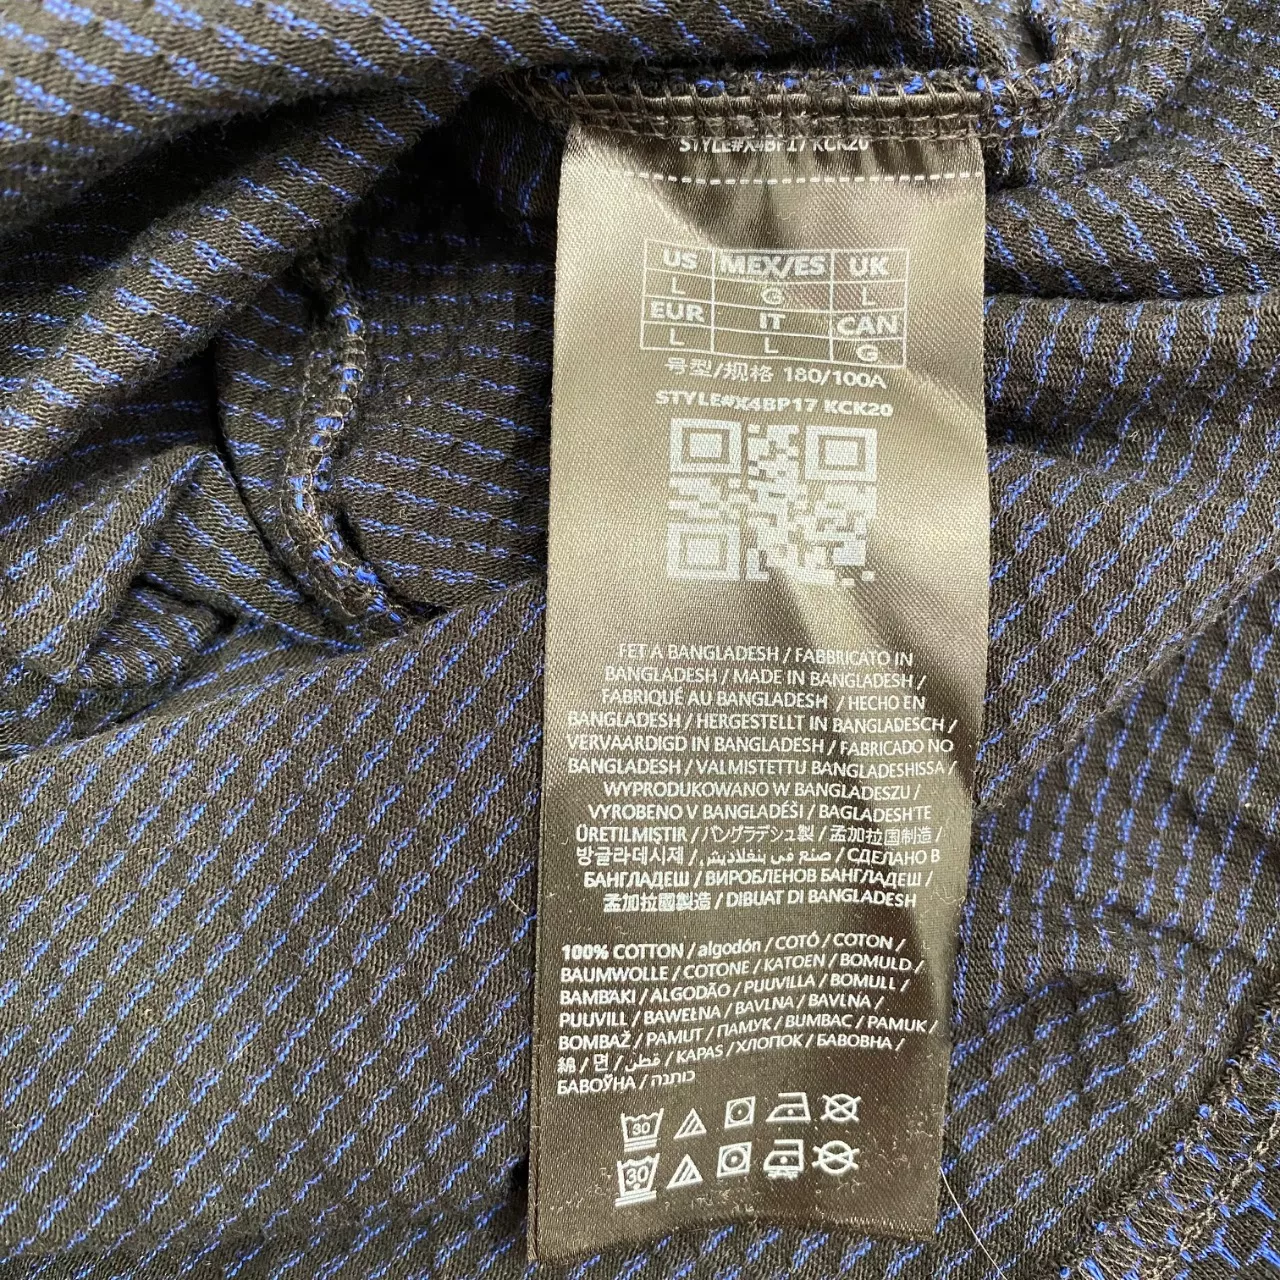 STYLE#X4BP17 KCK20
US MEX/ES UK
L G L
EUR IT CAN
L L G
号型/规格 180/100A
STYLE#X4BP17 KCK20
FET A BANGLADESH / FABBRICATO IN
BANGLADESH / MADE IN BANGLADESH /
FABRIQUÉ AU BANGLADESH / HECHO EN
BANGLADESH / HERGESTELLT IN BANGLADESCH /
VERVAARDIGD IN BANGLADESH / FABRICADO NO
BANGLADESH / VALMISTETTU BANGLADESHISSA /
WYPRODUKOWANO W BANGLADESZU /
VYROBENO V BANGLADÉŠI / BAGLADESH'TE
ÜRETILMISTIR / バングラデシュ製 / 孟加拉国制造 /
방글라데시제 / صنع في بنغلاديش / СДЕЛАНО В
БАНГЛАДЕШ / ВИРОБЛЕНОВ БАНГЛАДЕШ /
孟加拉國製造 / DIBUAT DI BANGLADESH
100% COTTON / algodón / COTÓ / COTON /
BAUMWOLLE / COTONE / KATOEN / BOMULD /
BAMBAKI / ALGODÃO / PUUVILLA / BOMULL /
PUUVILL / BAWEŁNA / BAVLNA / BAVLNA /
BOMBAŽ / PAMUT / ПАМУК / BUMBAC / PAMUK /
綿 / 면 / قطن / KAPAS / ХЛОПОК / БАВОВНА /
БАВОЎНА / כותנה
30
30